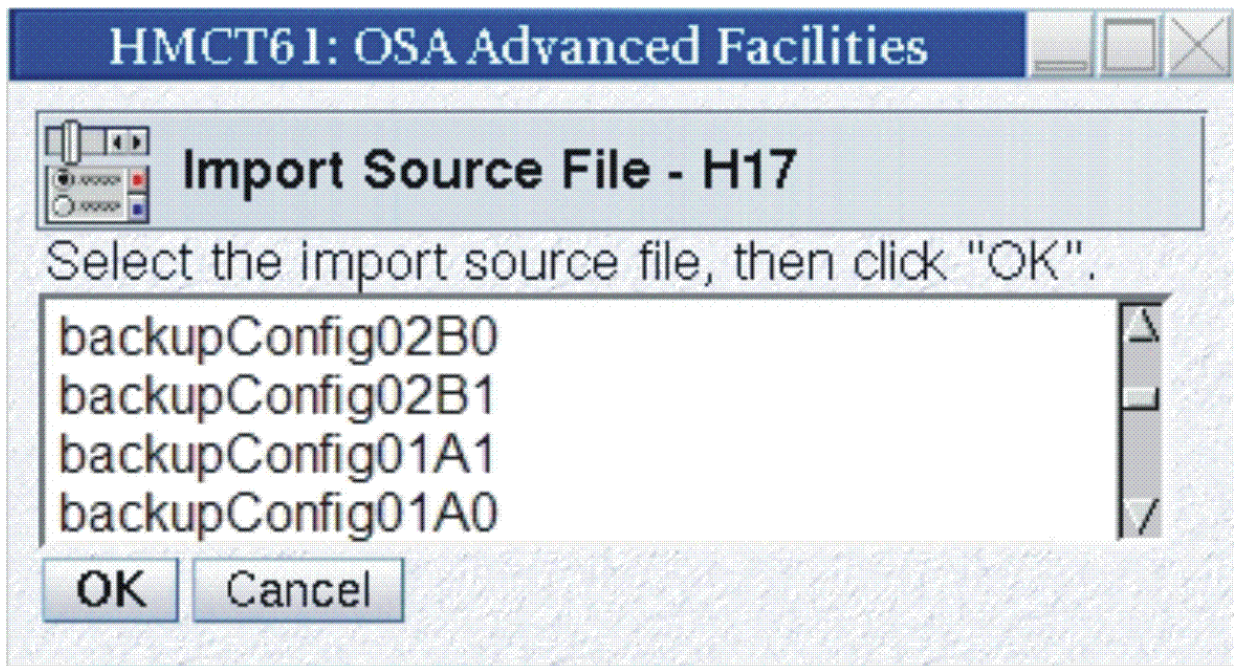 HMCT61: OSA Advanced Facilities
Import Source File - H17
Select the import source file, then click "OK".
backupConfig02B0
backupConfig02B1
backupConfig01A1
backupConfig01A0
OK Cancel